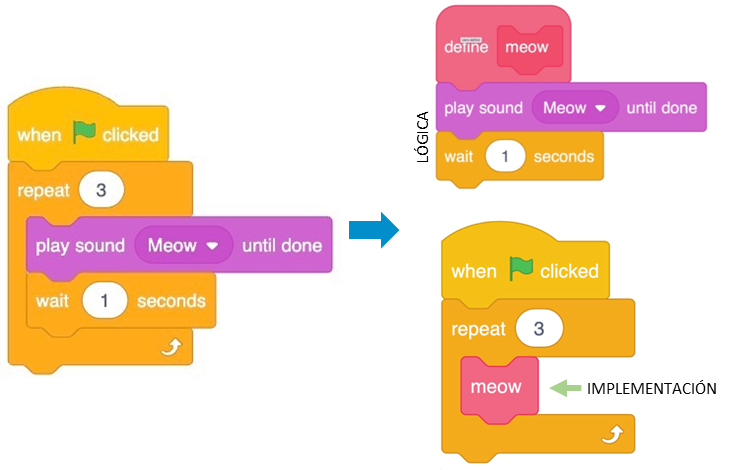 when clicked
repeat 3
play sound Meow until done
wait 1 seconds
define meow
LÓGICA
play sound Meow until done
wait 1 seconds
when clicked
repeat 3
meow
IMPLEMENTACIÓN